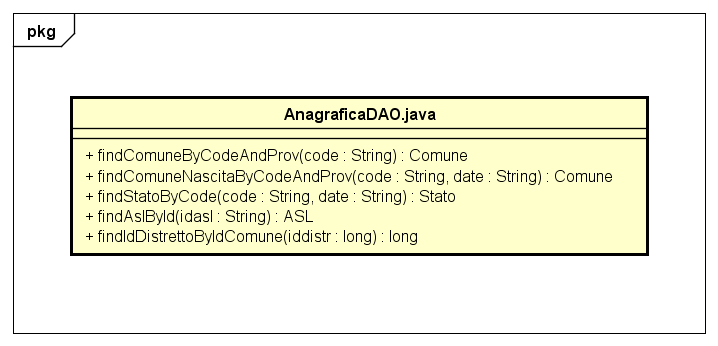 pkg
AnagraficaDAO.java
+ findComuneByCodeAndProv(code : String) : Comune
+ findComuneNascitaByCodeAndProv(code : String, date : String) : Comune
+ findStatoByCode(code : String, date : String) : Stato
+ findAslById(idasl : String) : ASL
+ findIdDistrettoByIdComune(iddistr : long) : long